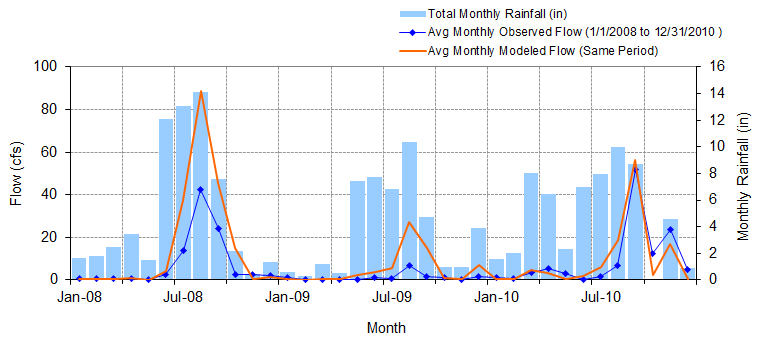 Total Monthly Rainfall (in)
Avg Monthly Observed Flow (1/1/2008 to 12/31/2010 )
Avg Monthly Modeled Flow (Same Period)
100
80
60
40
20
0
Flow (cfs)
16
14
12
10
8
6
4
2
0
Monthly Rainfall (in)
Jan-08
Jul-08
Jan-09
Jul-09
Jan-10
Jul-10
Month